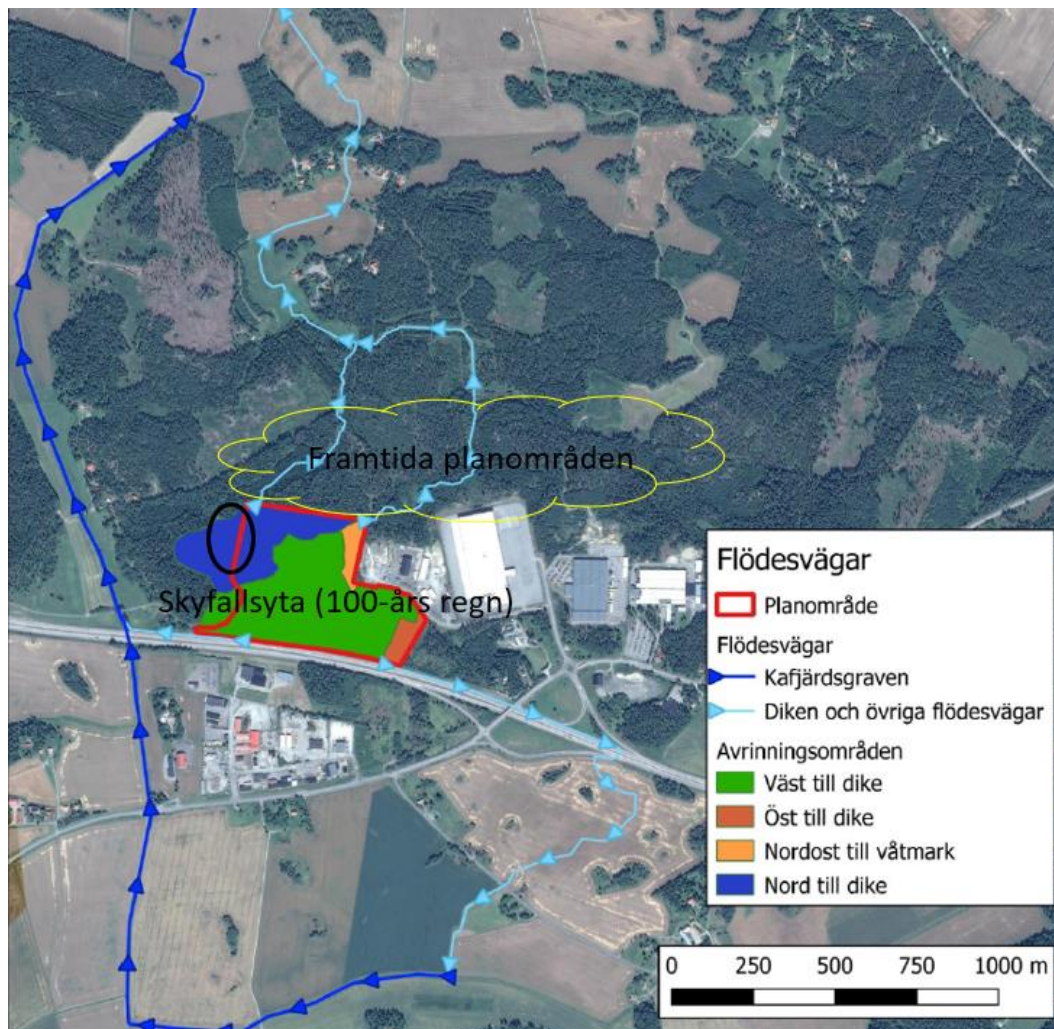 Framtida planområden
Skyfallsyta (100-års regn)
Flödesvägar
Planområde
Flödesvägar
Kafjärdsgraven
Diken och övriga flödesvägar
Avrinningsområden
Väst till dike
Öst till dike
Nordost till våtmark
Nord till dike
0 250 500 750 1000 m